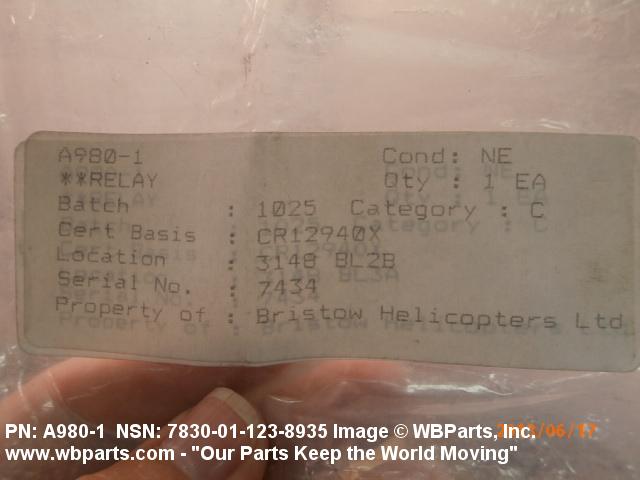 A980-1 Cond: NE
**RELAY Qty : 1 EA
Batch : 1025 Category : C
Cert Basis : CR12940X
Location : 3148 BL2B
Serial No. : 7434
Property of : Bristow Helicopters Ltd
PN: A980-1 NSN: 7830-01-123-8935 Image © WBParts, Inc.
www.wbparts.com - "Our Parts Keep the World Moving"